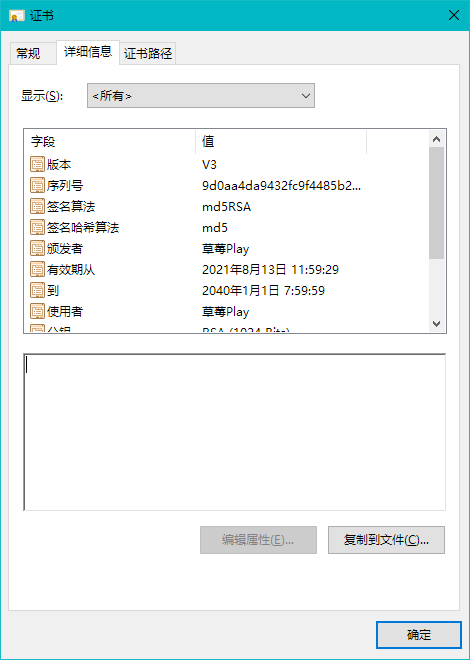 证书
常规 详细信息 证书路径
显示(S): <所有>
字段 值
版本 V3
序列号 9d0aa4da9432fc9f4485b2...
签名算法 md5RSA
签名哈希算法 md5
颁发者 草莓Play
有效期从 2021年8月13日 11:59:29
到 2040年1月1日 7:59:59
使用者 草莓Play
公钥 RSA (1024 Bits)
编辑属性(E)... 复制到文件(C)...
确定